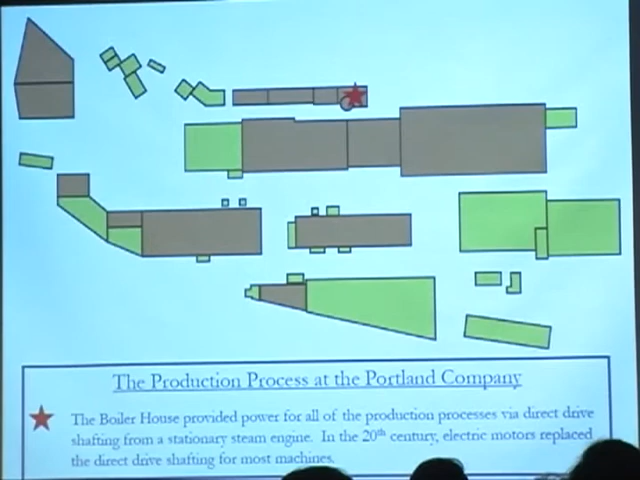 The Production Process at the Portland Company
The Boiler House provided power for all of the production processes via direct drive
shafting from a stationary steam engine. In the 20th century, electric motors replaced
the direct drive shafting for most machines.